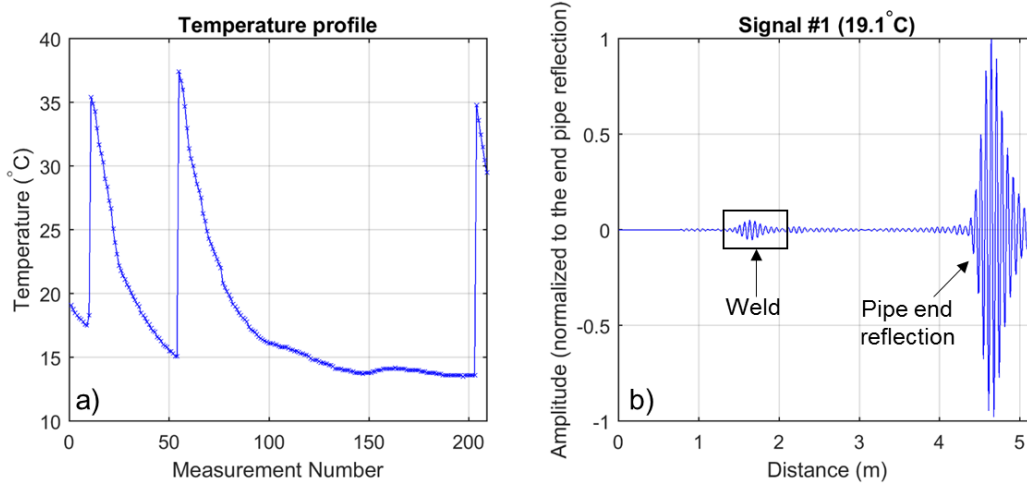 Temperature profile
40
35
30
25
20
15
10
0
50
100
150
200
Temperature (°C)
Measurement Number
a)
Signal #1 (19.1°C)
1
0.5
0
-0.5
-1
0
1
2
3
4
5
Amplitude (normalized to the end pipe reflection)
Distance (m)
Weld
Pipe end
reflection
b)